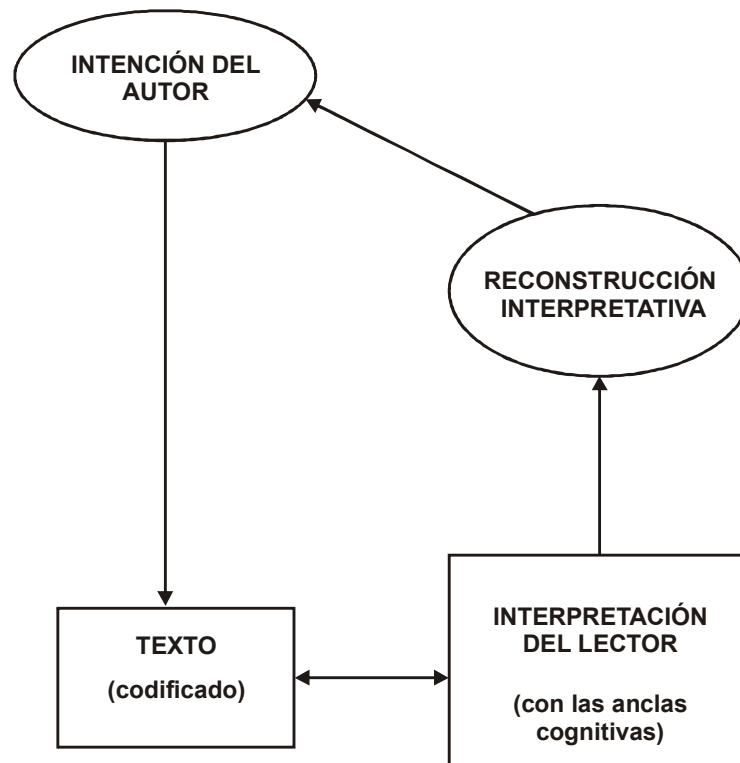 INTENCIÓN DEL
AUTOR
RECONSTRUCCIÓN
INTERPRETATIVA
TEXTO
(codificado)
INTERPRETACIÓN
DEL LECTOR
(con las anclas
cognitivas)